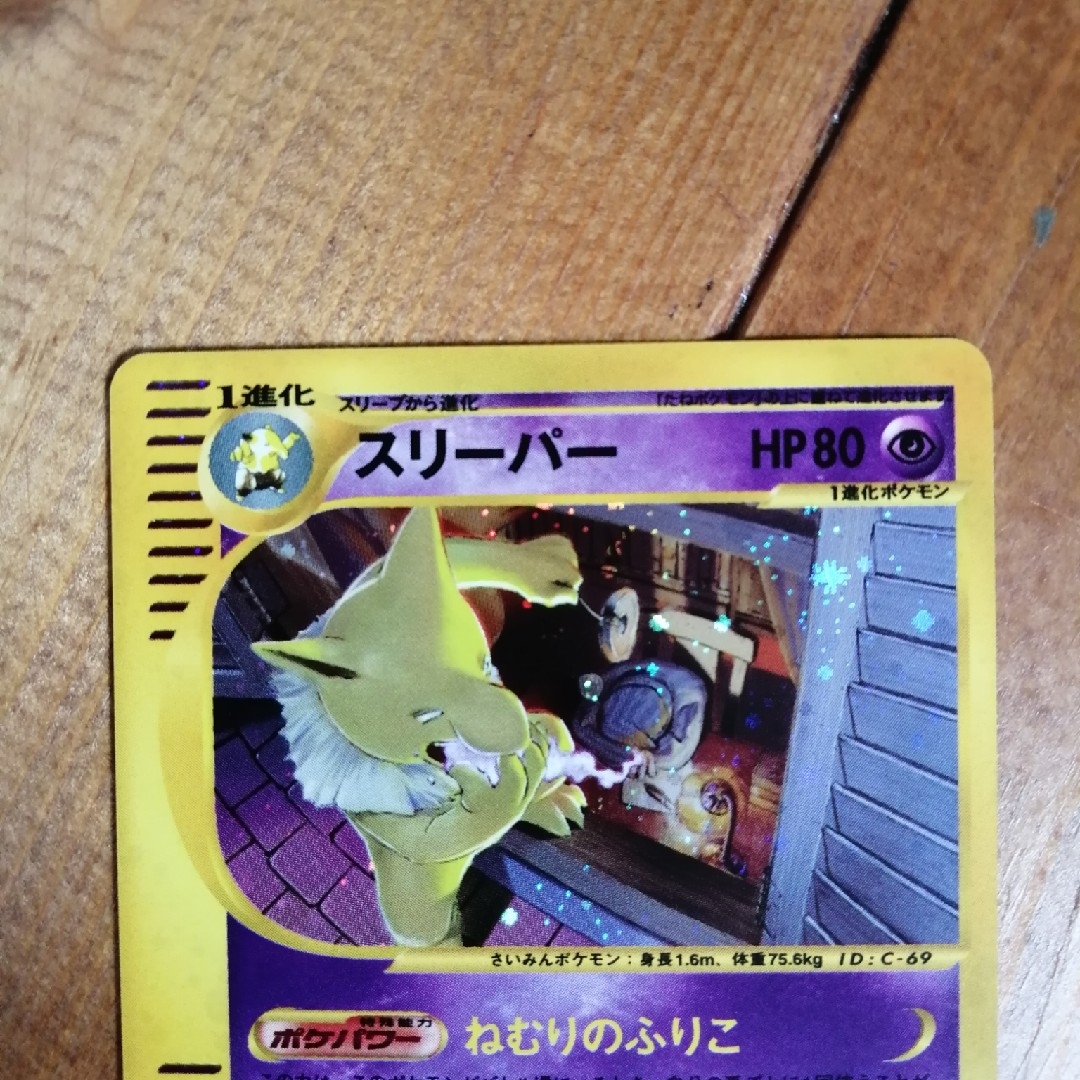 1進化
スリープから進化
「たねポケモン」の上に重ねて進化させます
スリーパー
HP80
1進化ポケモン
さいみんポケモン：身長1.6m、体重75.6kg ID：C-69
特殊能力
ポケパワー
ねむりのふりこ